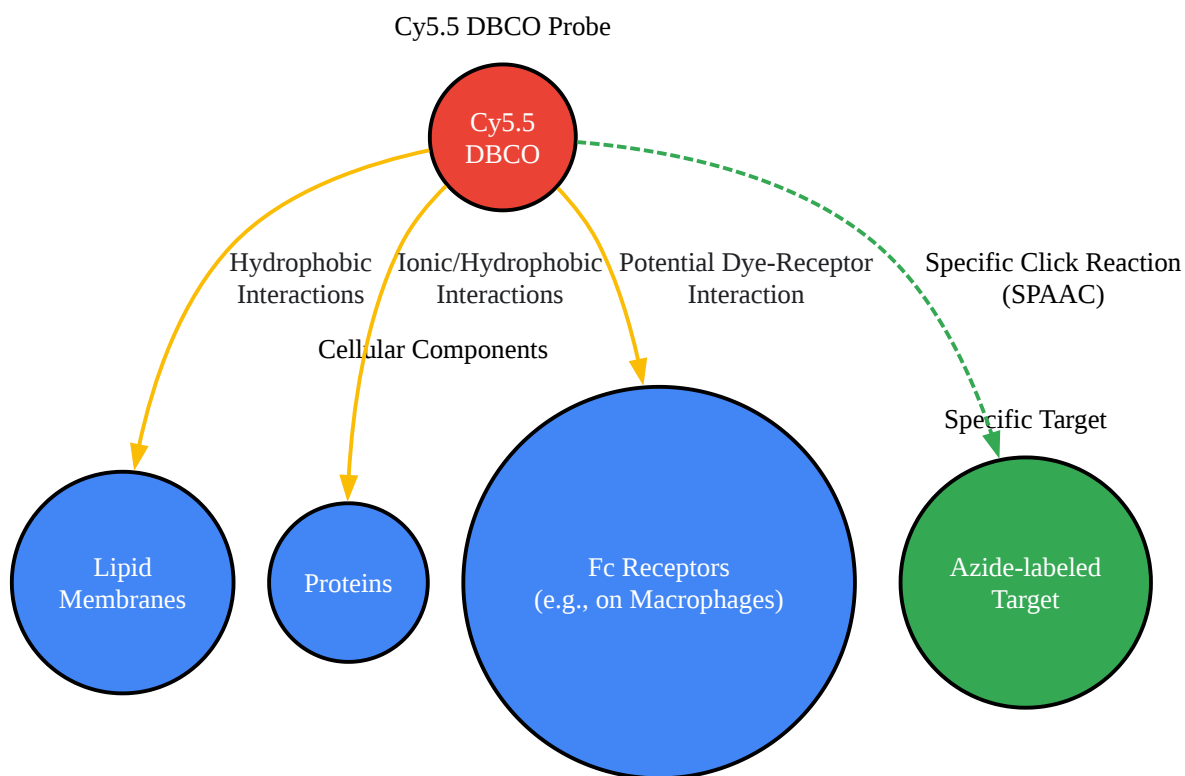 Cy5.5 DBCO Probe
Cy5.5
DBCO
Hydrophobic
Interactions
Ionic/Hydrophobic
Interactions
Potential Dye-Receptor
Interaction
Specific Click Reaction
(SPAAC)
Cellular Components
Specific Target
Lipid
Membranes
Proteins
Fc Receptors
(e.g., on Macrophages)
Azide-labeled
Target